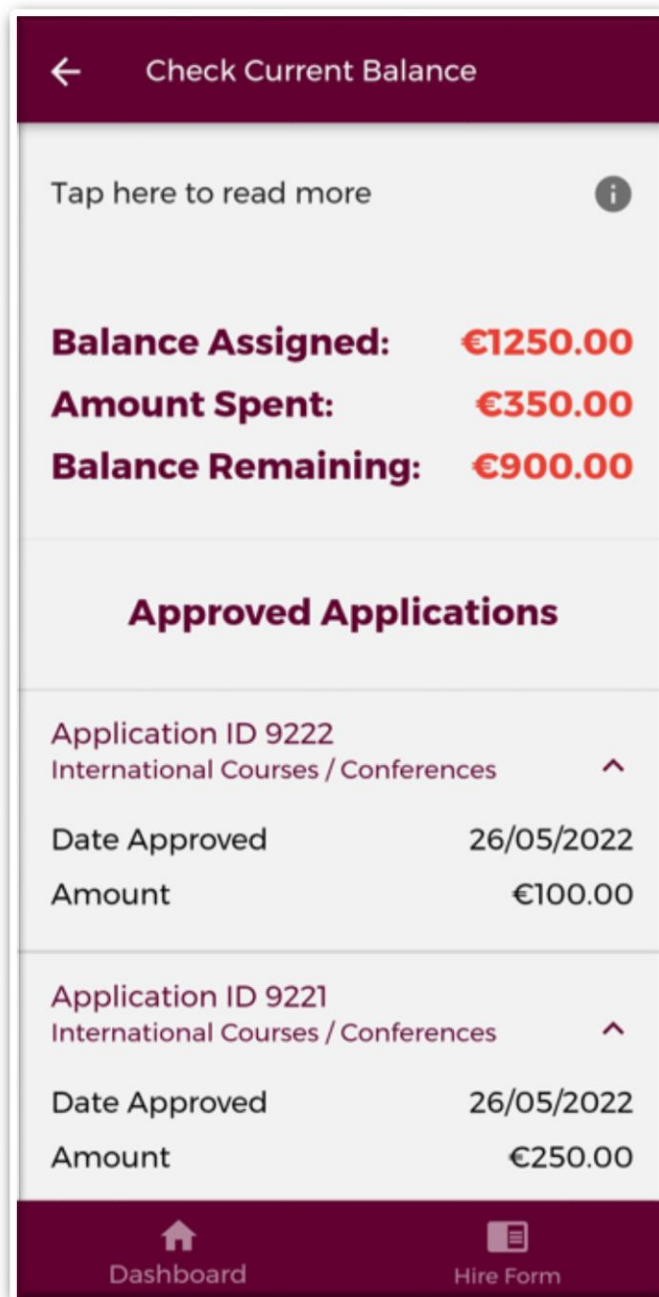 Check Current Balance
Tap here to read more
Balance Assigned: €1250.00
Amount Spent: €350.00
Balance Remaining: €900.00
Approved Applications
Application ID 9222
International Courses / Conferences
Date Approved 26/05/2022
Amount €100.00
Application ID 9221
International Courses / Conferences
Date Approved 26/05/2022
Amount €250.00
Dashboard Hire Form